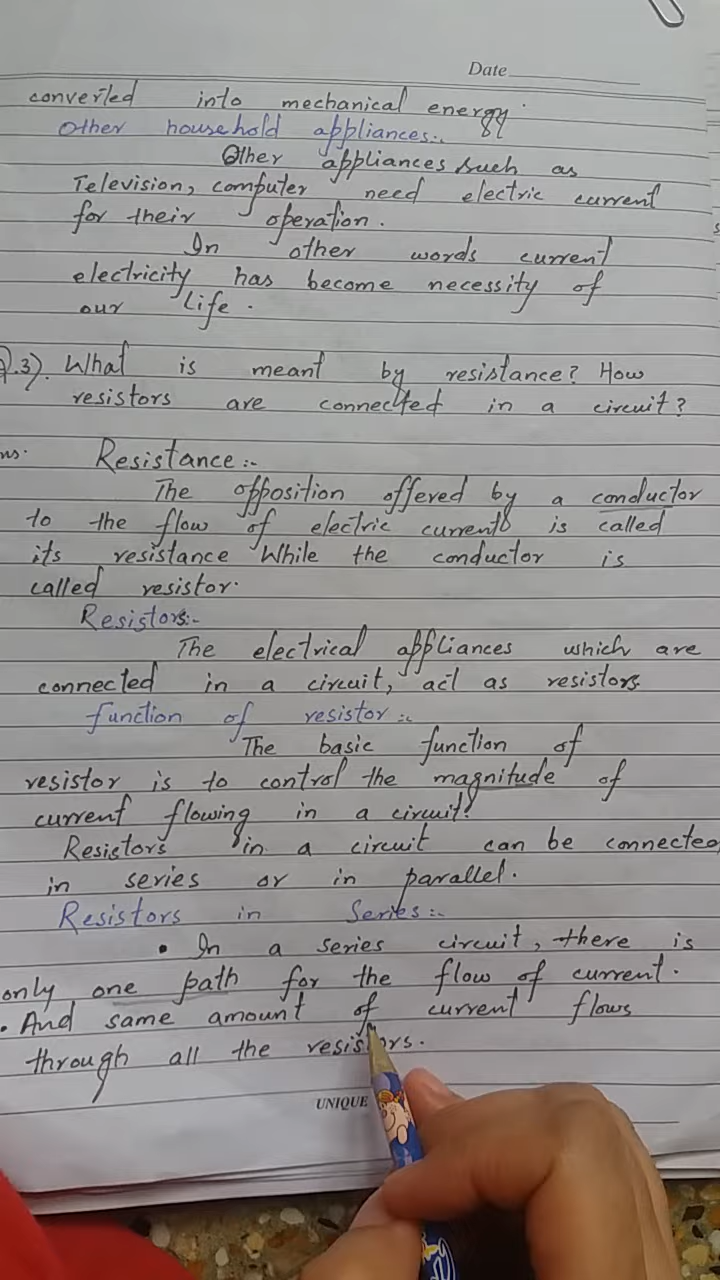 Date
converted into mechanical energy.
Other household appliances:-
Other appliances such as
Television, computer need electric current
for their operation.
In other words current
electricity has become necessity of
our life.
Q.3). What is meant by resistance? How
resistors are connected in a circuit?
ns. Resistance:-
The opposition offered by a conductor
to the flow of electric current is called
its resistance While the conductor is
called resistor.
Resistors:-
The electrical appliances which are
connected in a circuit, act as resistors.
function of resistor:-
The basic function of
resistor is to control the magnitude of
current flowing in a circuit.
Resistors in a circuit can be connected
in series or in parallel.
Resistors in Series:-
• In a series circuit, there is
only one path for the flow of current.
• And same amount of current flows
through all the resistors.
UNIQUE